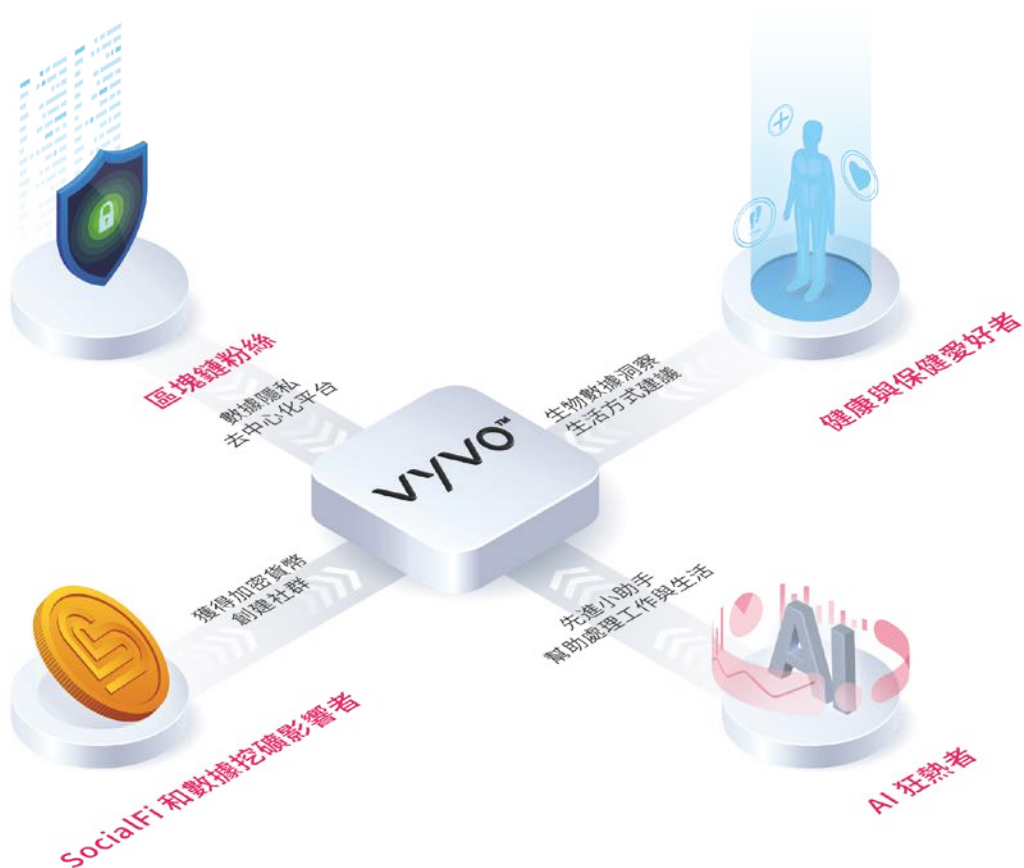 區塊鏈粉絲
數據隱私
去中心化平台
生物數據洞察
生活方式建議
健康與保健愛好者
vyvo™
獲得加密貨幣
創建社群
SocialFi 和數據挖礦影響者
先進小助手
幫助處理工作與生活
AI
AI 狂熱者